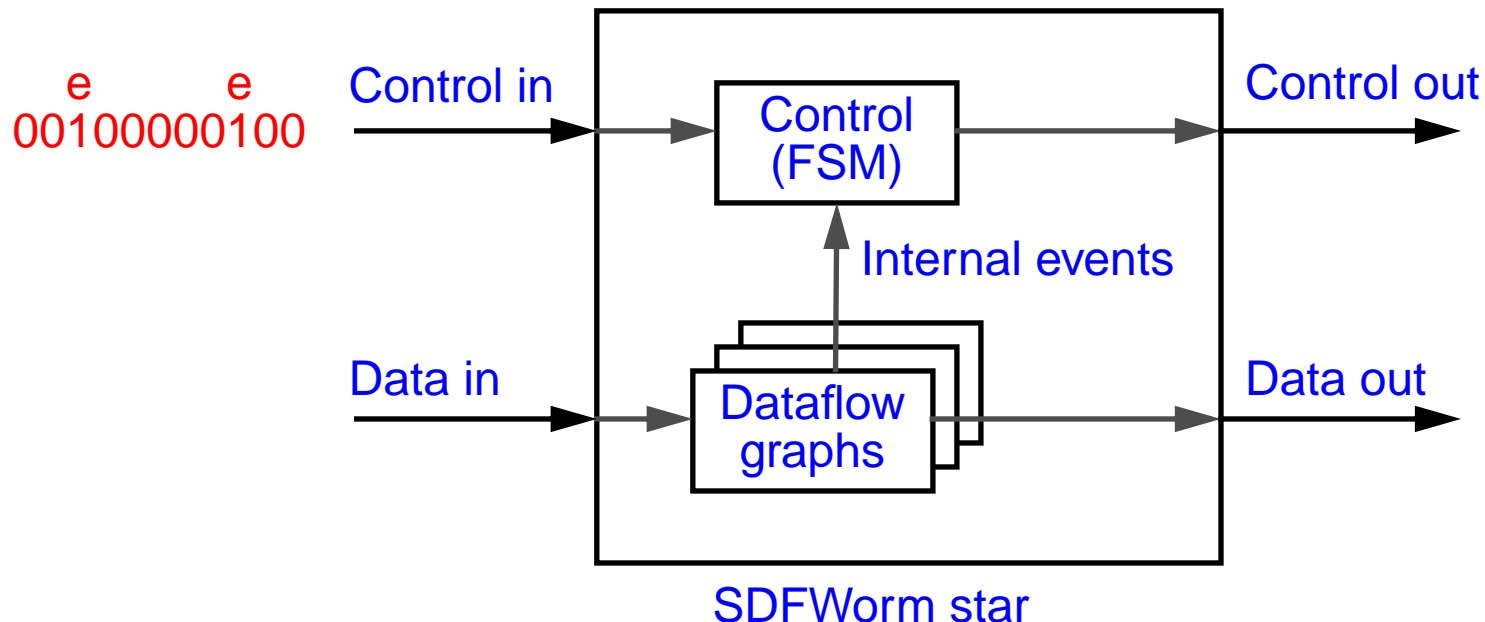 e e
00100000100
Control in
Control
(FSM)
Control out
Internal events
Data in
Dataflow
graphs
Data out
SDFWorm star